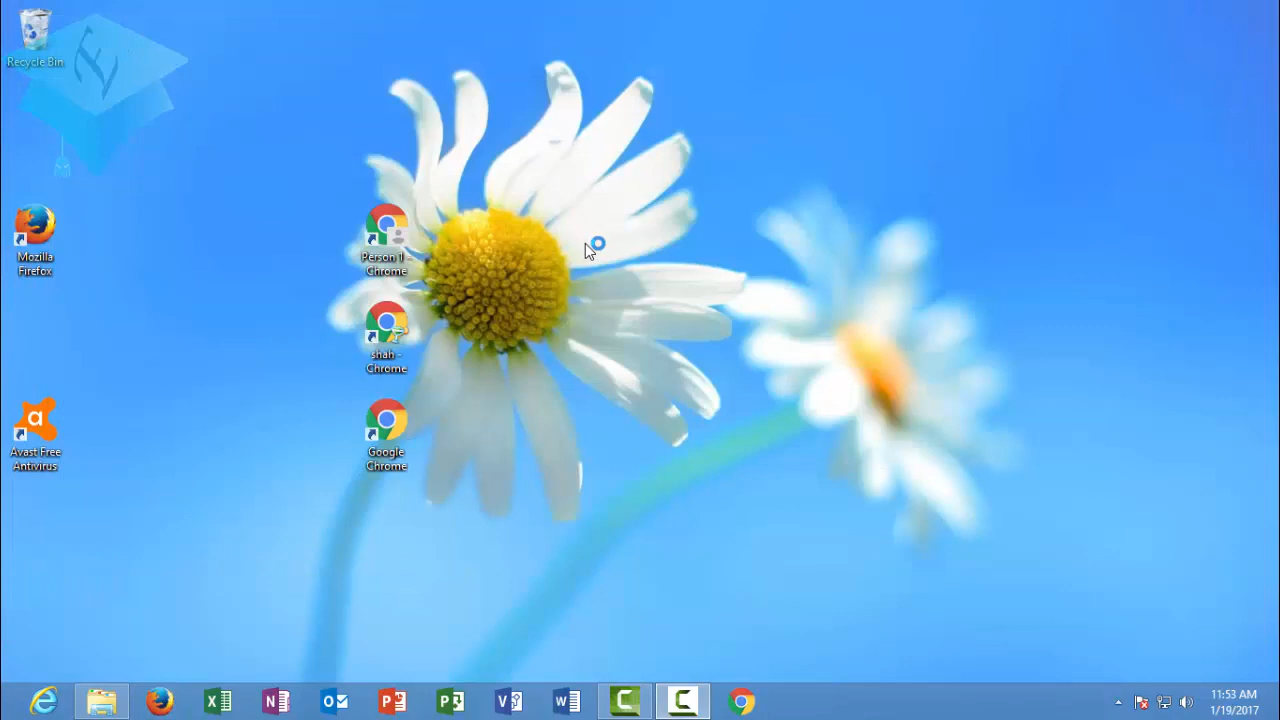 Recycle Bin
Mozilla
Firefox
Person 1 -
Chrome
shah -
Chrome
Google
Chrome
Avast Free
Antivirus
11:53 AM
1/19/2017